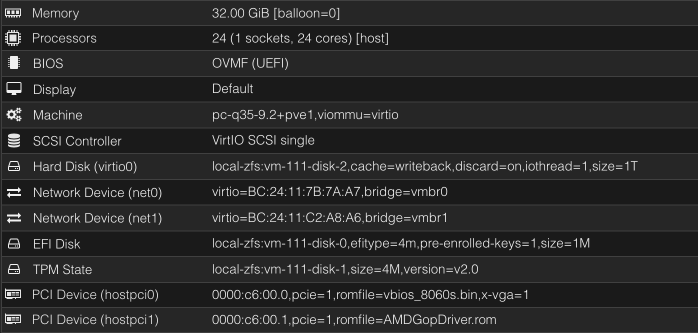 Memory 32.00 GiB [balloon=0]
Processors 24 (1 sockets, 24 cores) [host]
BIOS OVMF (UEFI)
Display Default
Machine pc-q35-9.2+pve1,viommu=virtio
SCSI Controller VirtIO SCSI single
Hard Disk (virtio0) local-zfs:vm-111-disk-2,cache=writeback,discard=on,iothread=1,size=1T
Network Device (net0) virtio=BC:24:11:7B:7A:A7,bridge=vmbr0
Network Device (net1) virtio=BC:24:11:C2:A8:A6,bridge=vmbr1
EFI Disk local-zfs:vm-111-disk-0,efitype=4m,pre-enrolled-keys=1,size=1M
TPM State local-zfs:vm-111-disk-1,size=4M,version=v2.0
PCI Device (hostpci0) 0000:c6:00.0,pcie=1,romfile=vbios_8060s.bin,x-vga=1
PCI Device (hostpci1) 0000:c6:00.1,pcie=1,romfile=AMDGopDriver.rom